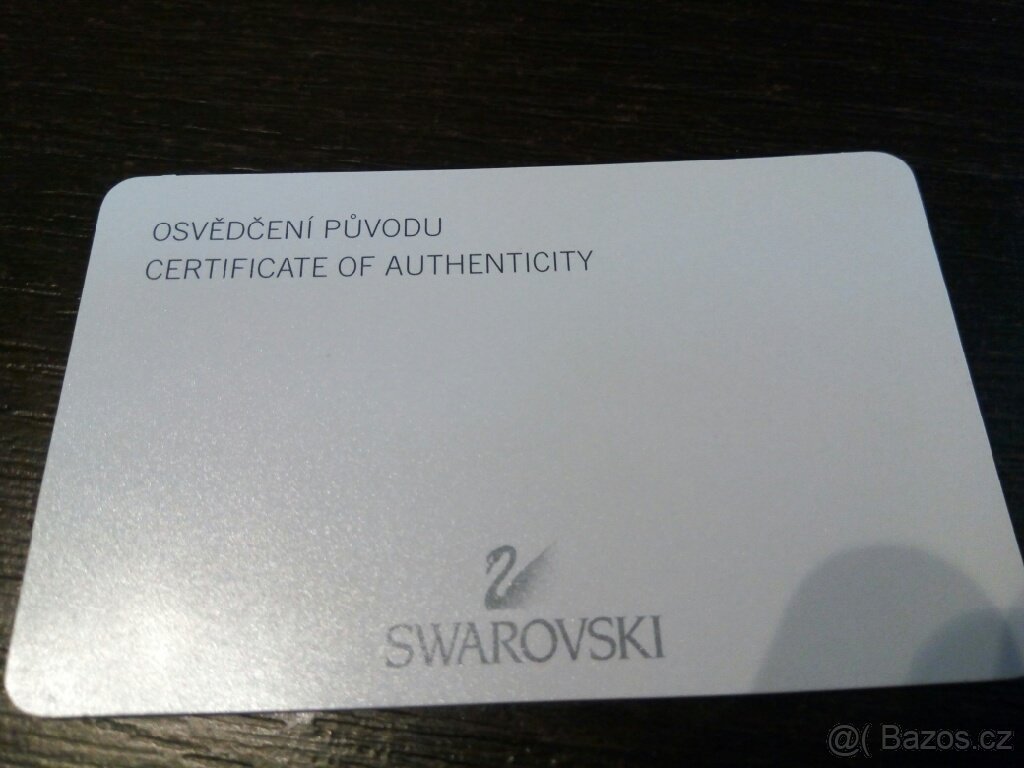 OSVĚDČENÍ PŮVODU
CERTIFICATE OF AUTHENTICITY
SWAROVSKI
@( Bazos.cz